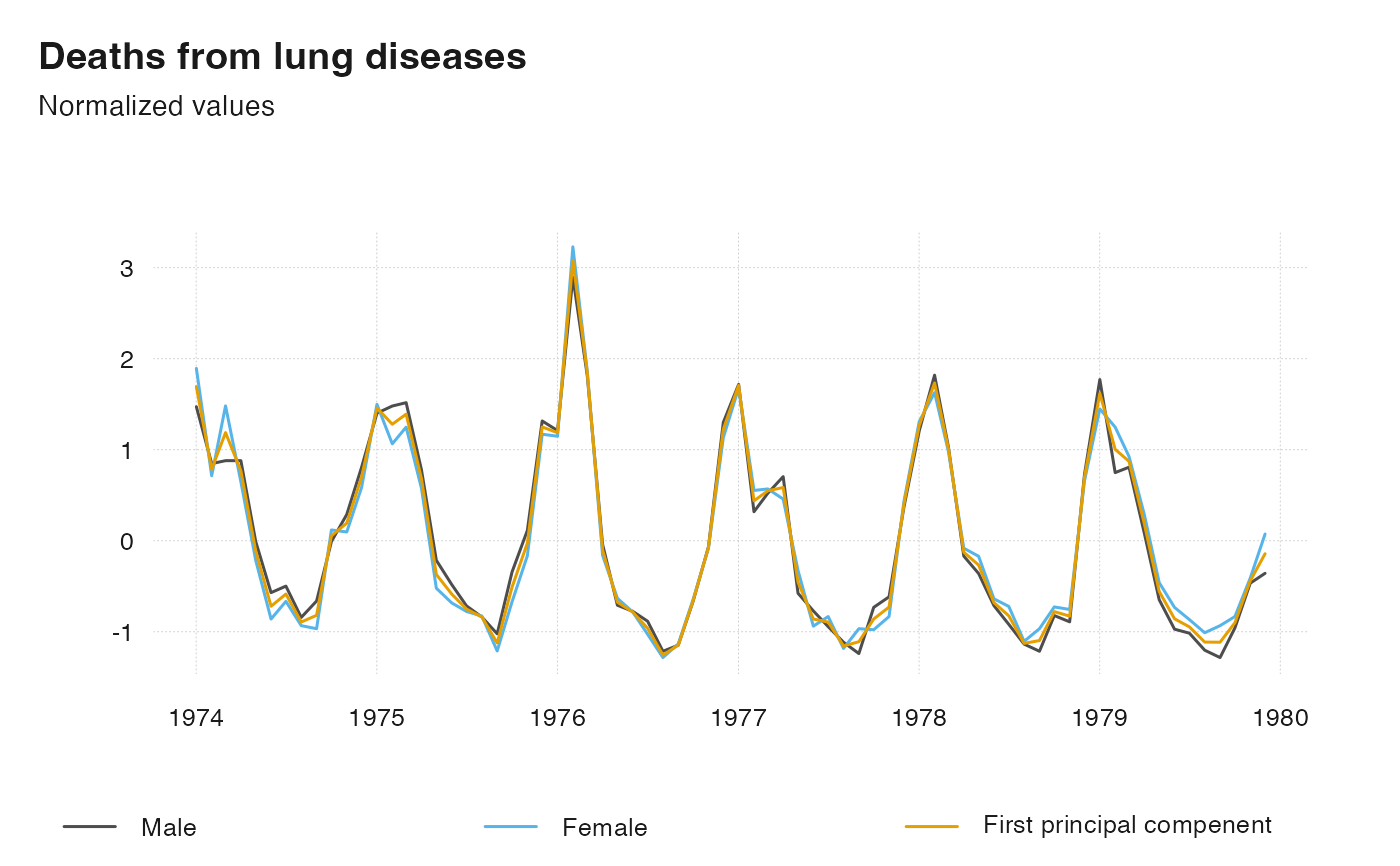 Deaths from lung diseases
Normalized values
3
2
1
0
-1
1974 1975 1976 1977 1978 1979 1980
Male Female First principal compenent